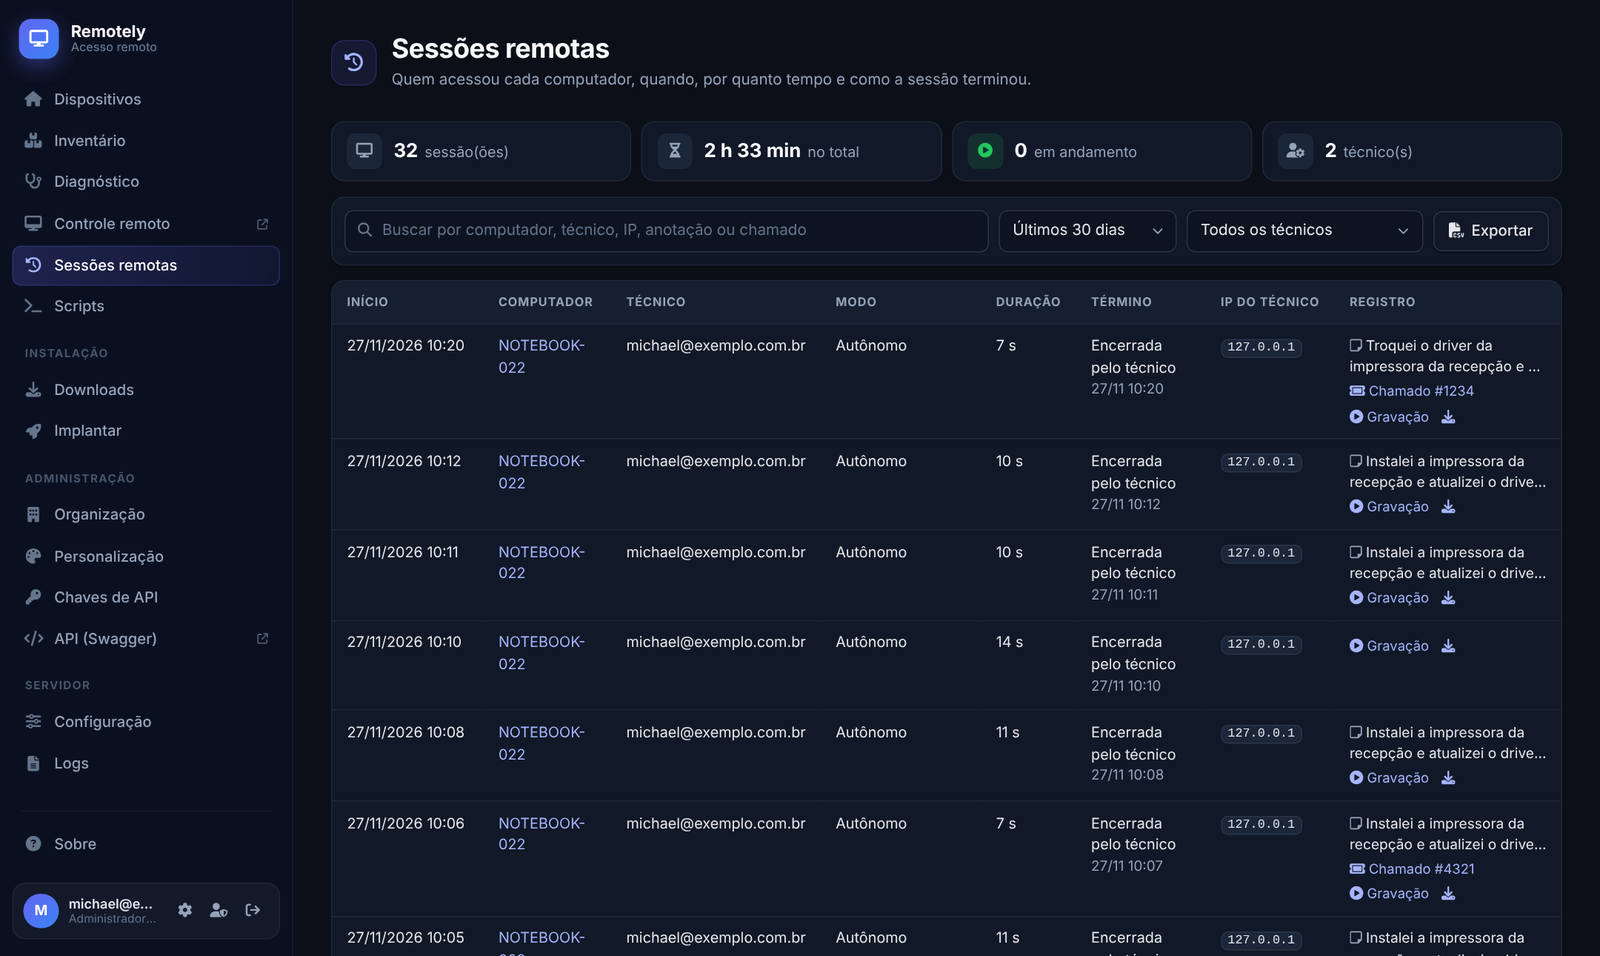 Remotely
Acesso remoto
Dispositivos
Inventário
Diagnóstico
Controle remoto
Sessões remotas
Scripts
INSTALAÇÃO
Downloads
Implantar
ADMINISTRAÇÃO
Organização
Personalização
Chaves de API
API (Swagger)
SERVIDOR
Configuração
Logs
Sobre
M
michael@e...
Administrador...
Sessões remotas
Quem acessou cada computador, quando, por quanto tempo e como a sessão terminou.
32 sessão(ões)
2 h 33 min no total
0 em andamento
2 técnico(s)
Buscar por computador, técnico, IP, anotação ou chamado
Últimos 30 dias
Todos os técnicos
CSV
Exportar
INÍCIO COMPUTADOR TÉCNICO MODO DURAÇÃO TÉRMINO IP DO TÉCNICO REGISTRO
27/11/2026 10:20 NOTEBOOK- michael@exemplo.com.br Autônomo 7 s Encerrada 127.0.0.1 Troquei o driver da
022 pelo técnico impressora da recepção e ...
27/11 10:20 Chamado #1234
Gravação
27/11/2026 10:12 NOTEBOOK- michael@exemplo.com.br Autônomo 10 s Encerrada 127.0.0.1 Instalei a impressora da
022 pelo técnico recepção e atualizei o drive...
27/11 10:12 Gravação
27/11/2026 10:11 NOTEBOOK- michael@exemplo.com.br Autônomo 10 s Encerrada 127.0.0.1 Instalei a impressora da
022 pelo técnico recepção e atualizei o drive...
27/11 10:11 Gravação
27/11/2026 10:10 NOTEBOOK- michael@exemplo.com.br Autônomo 14 s Encerrada 127.0.0.1 Gravação
022 pelo técnico
27/11 10:10
27/11/2026 10:08 NOTEBOOK- michael@exemplo.com.br Autônomo 11 s Encerrada 127.0.0.1 Instalei a impressora da
022 pelo técnico recepção e atualizei o drive...
27/11 10:08 Gravação
27/11/2026 10:06 NOTEBOOK- michael@exemplo.com.br Autônomo 7 s Encerrada 127.0.0.1 Instalei a impressora da
022 pelo técnico recepção e atualizei o drive...
27/11 10:07 Chamado #4321
Gravação
27/11/2026 10:05 NOTEBOOK- michael@exemplo.com.br Autônomo 11 s Encerrada 127.0.0.1 Instalei a impressora da